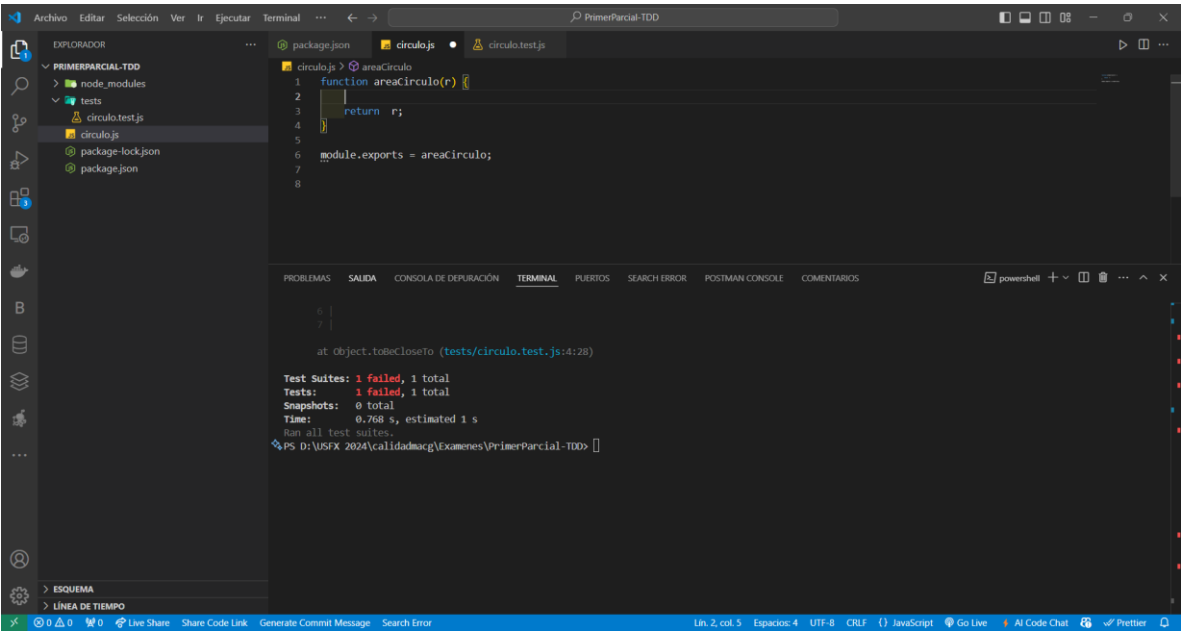 Archivo Editar Selección Ver Ir Ejecutar Terminal ··· PrimerParcial-TDD
EXPLORADOR ···
PRIMERPARCIAL-TDD
node_modules
tests
circulo.test.js
circulo.js
package-lock.json
package.json
ESQUEMA
LÍNEA DE TIEMPO
package.json circulo.js circulo.test.js
circulo.js > areaCirculo
1 function areaCirculo(r) {
2
3 return r;
4 }
5
6 module.exports = areaCirculo;
7
8
PROBLEMAS SALIDA CONSOLA DE DEPURACIÓN TERMINAL PUERTOS SEARCH ERROR POSTMAN CONSOLE COMENTARIOS powershell
6 |
7 |
at Object.toBeCloseTo (tests/circulo.test.js:4:28)
Test Suites: 1 failed, 1 total
Tests: 1 failed, 1 total
Snapshots: 0 total
Time: 0.768 s, estimated 1 s
Ran all test suites.
PS D:\USFX 2024\calidadmacg\Examenes\PrimerParcial-TDD>
0 0 0 Live Share Share Code Link Generate Commit Message Search Error Lín. 2, col. 5 Espacios: 4 UTF-8 CRLF {} JavaScript Go Live AI Code Chat Prettier